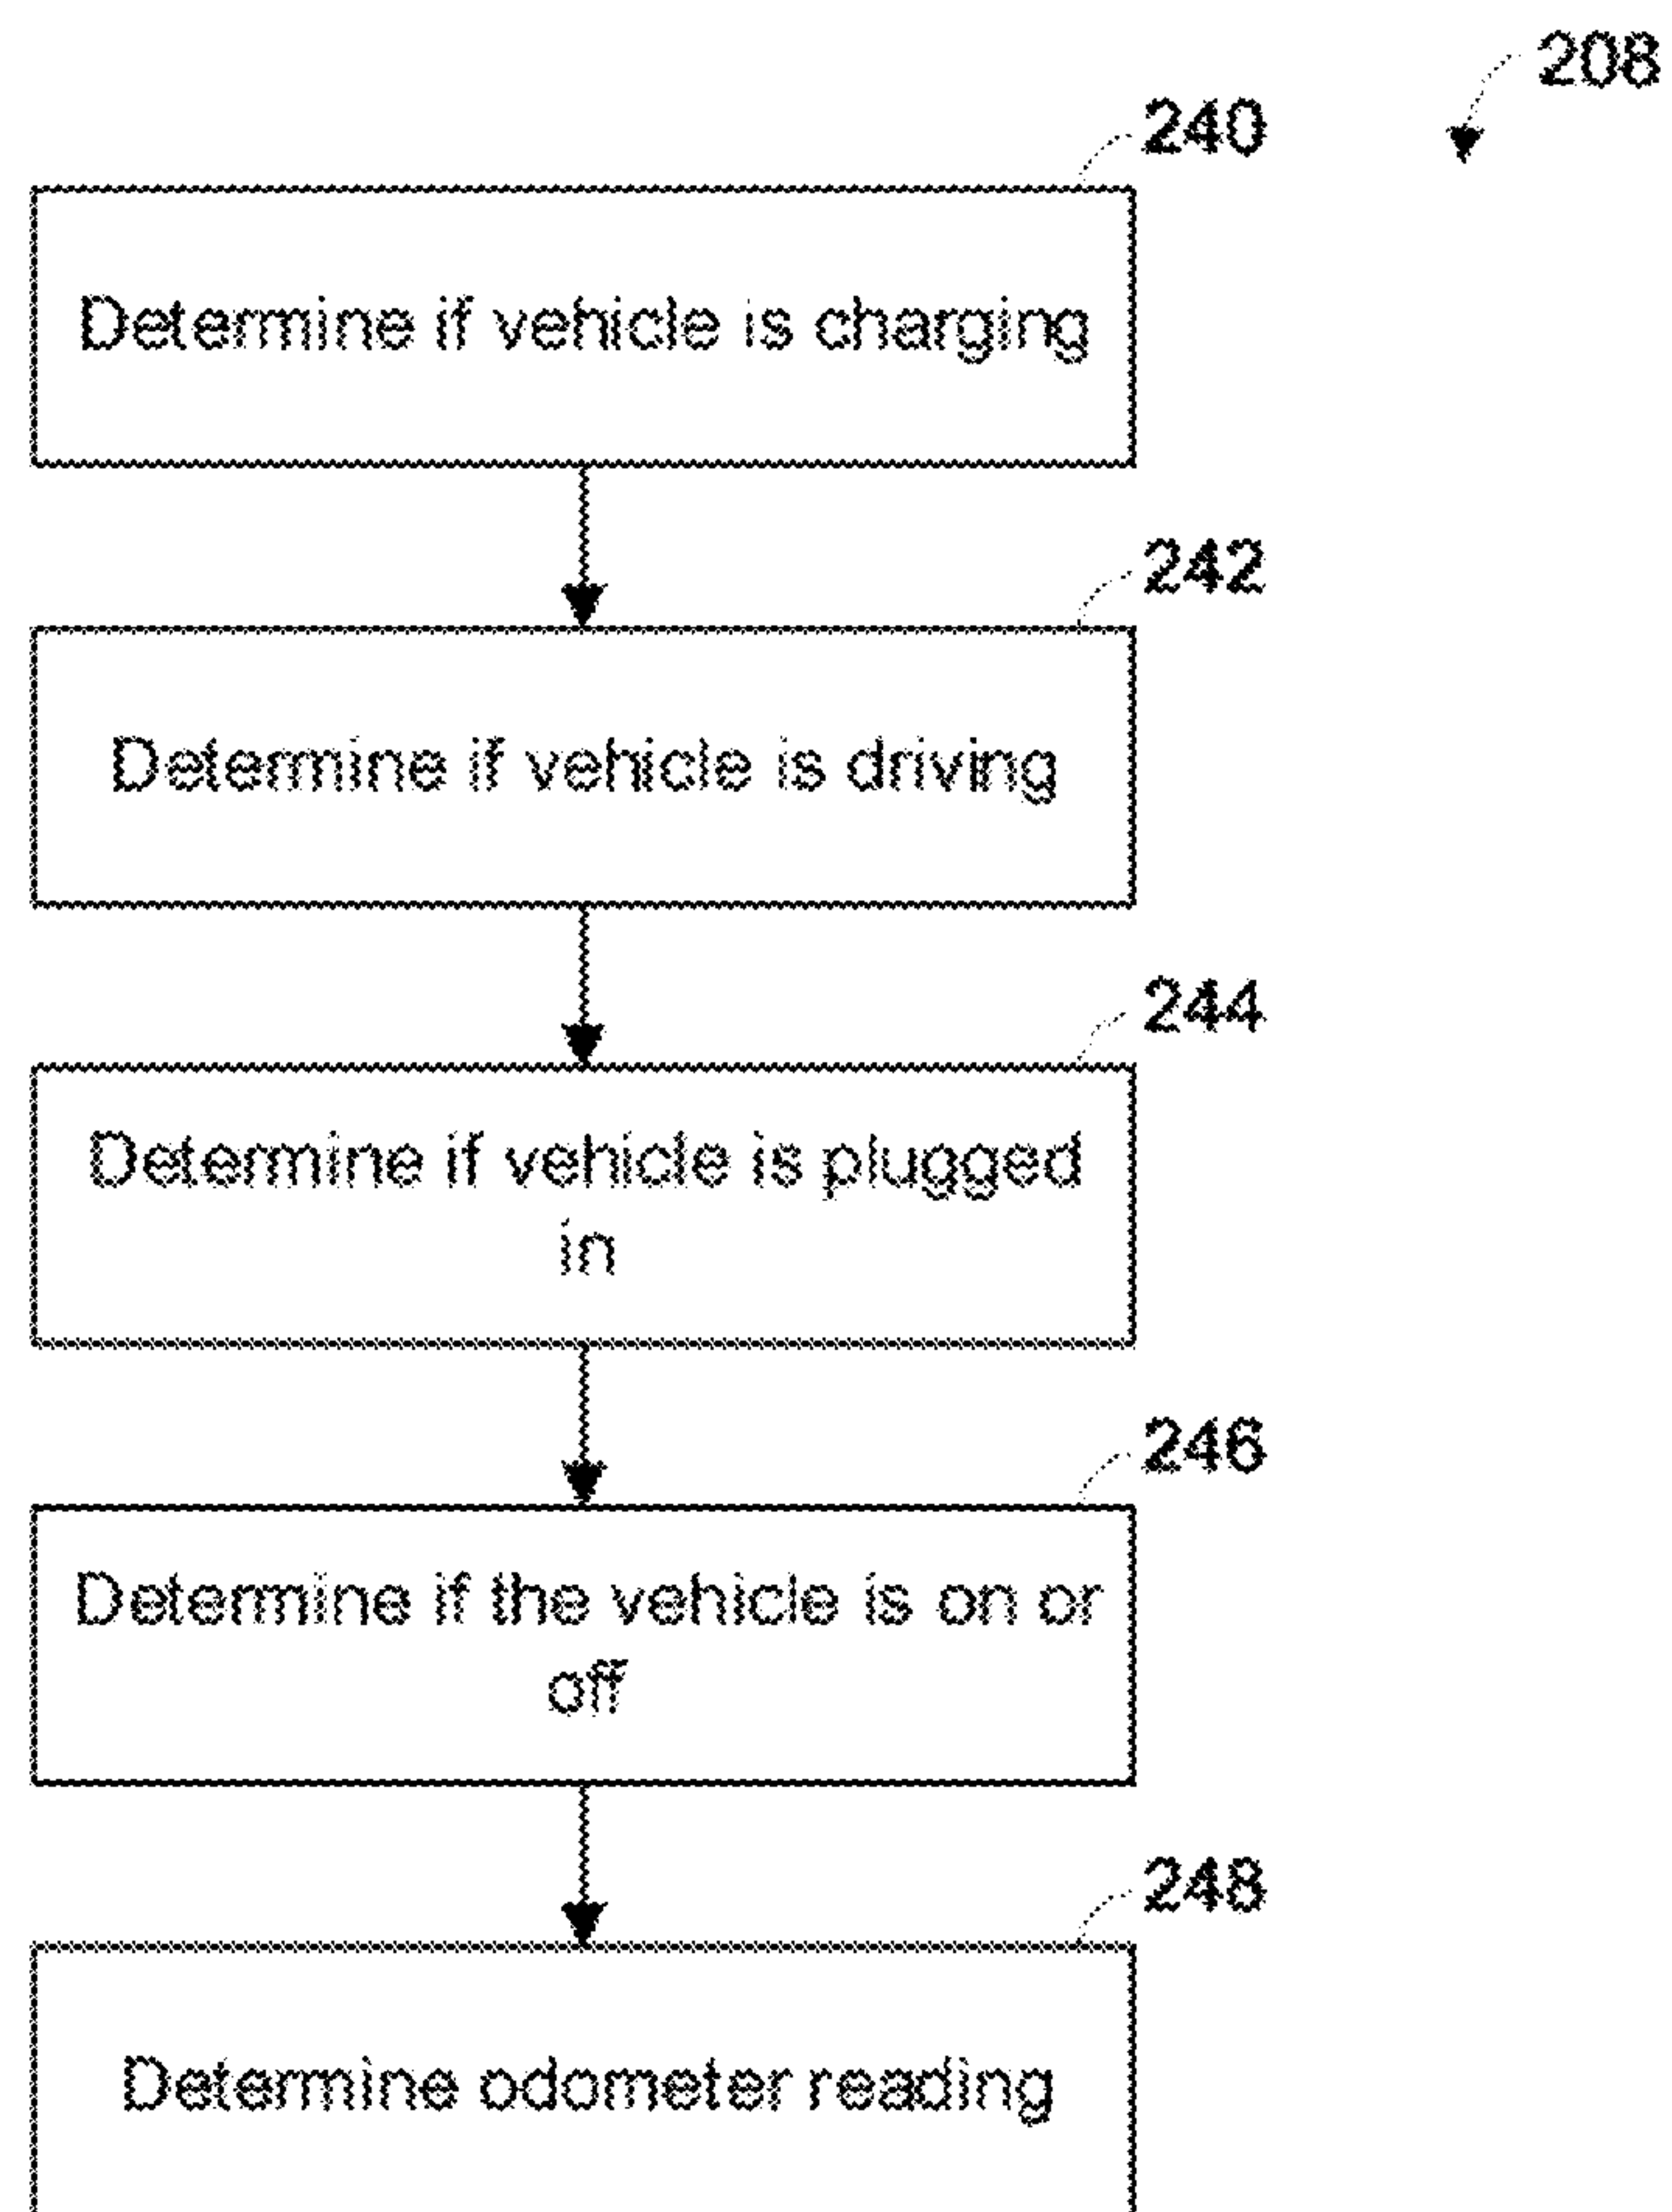 208
240
Determine if vehicle is charging
242
Determine if vehicle is driving
244
Determine if vehicle is plugged
in
246
Determine if the vehicle is on or
off
248
Determine odometer reading